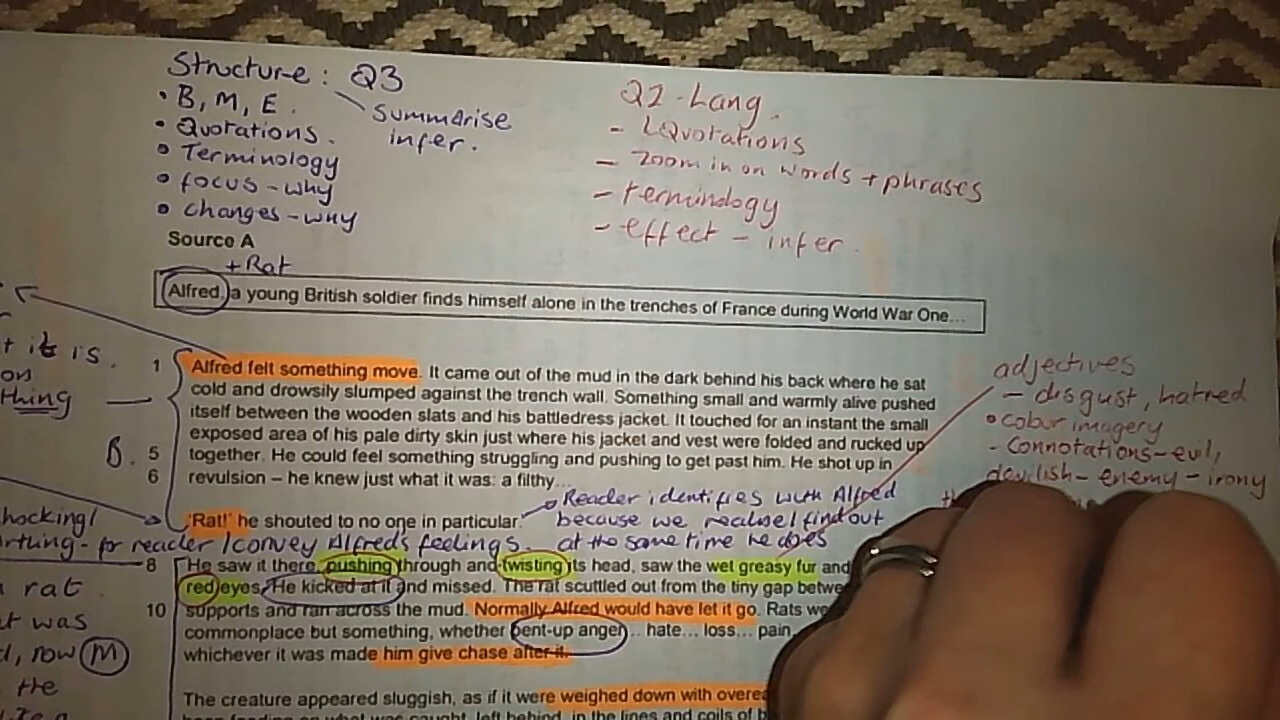 Structure: Q3
• B, M, E.
Summarise
infer.
• Quotations.
• Terminology
• focus - why
• changes - why
Q2 - Lang.
- Quotations
- zoom in on words + phrases
- terminology
- effect - infer.
Source A
+ Rat
Alfred, a young British soldier finds himself alone in the trenches of France during World War One...
it is.
on
thing
B.
1
5
6
Alfred felt something move. It came out of the mud in the dark behind his back where he sat
cold and drowsily slumped against the trench wall. Something small and warmly alive pushed
itself between the wooden slats and his battledress jacket. It touched for an instant the small
exposed area of his pale dirty skin just where his jacket and vest were folded and rucked up
together. He could feel something struggling and pushing to get past him. He shot up in
revulsion – he knew just what it was: a filthy...
adjectives
- disgust, hatred
• colour imagery
- Connotations - evil,
devilish - enemy - irony
Reader identifies with Alfred
because we realise / find out
at the same time he does
'Rat!' he shouted to no one in particular.
hocking/
for reader / convey Alfred's feelings.
8
10
He saw it there, pushing through and twisting its head, saw the wet greasy fur and
red eyes. He kicked at it and missed. The rat scuttled out from the tiny gap
supports and ran across the mud. Normally Alfred would have let it go. Rats
commonplace but something, whether pent-up anger... hate... loss... pain,
whichever it was made him give chase after it.
rat
was
now M
the
The creature appeared sluggish, as if it were weighed down with